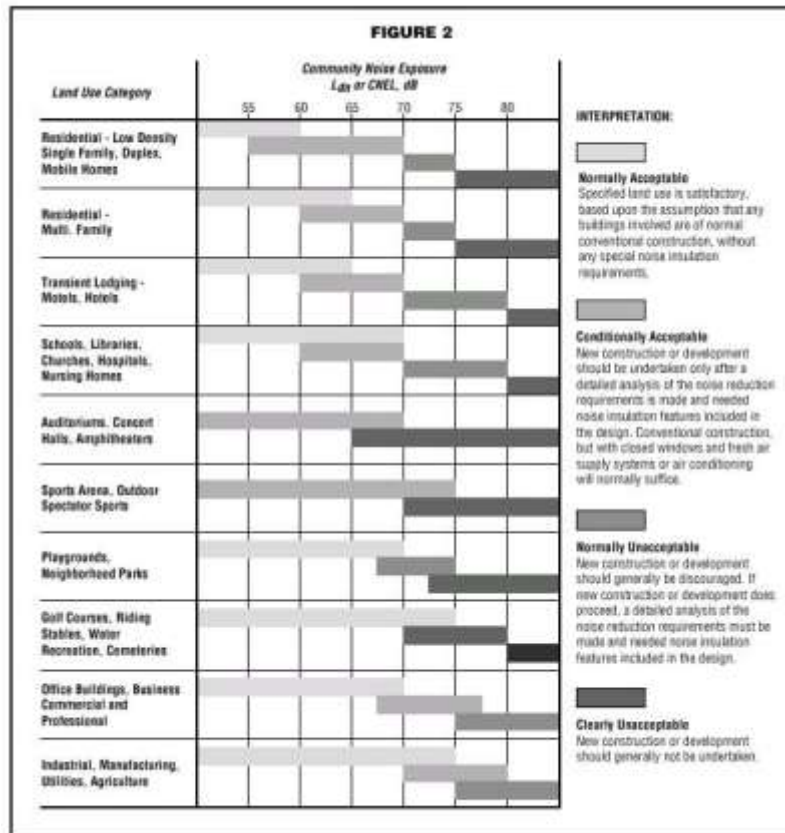 FIGURE 2
Land Use Category
Community Noise Exposure
Ldn or CNEL, dB
55 60 65 70 75 80
Residential - Low Density
Single Family, Duplex,
Mobile Homes
Residential -
Multi. Family
Transient Lodging -
Motels, Hotels
Schools, Libraries,
Churches, Hospitals,
Nursing Homes
Auditoriums, Concert
Halls, Amphitheaters
Sports Arena, Outdoor
Spectator Sports
Playgrounds,
Neighborhood Parks
Golf Courses, Riding
Stables, Water
Recreation, Cemeteries
Office Buildings, Business
Commercial and
Professional
Industrial, Manufacturing,
Utilities, Agriculture
INTERPRETATION:
Normally Acceptable
Specified land use is satisfactory,
based upon the assumption that any
buildings involved are of normal
conventional construction, without
any special noise insulation
requirements.
Conditionally Acceptable
New construction or development
should be undertaken only after a
detailed analysis of the noise reduction
requirements is made and needed
noise insulation features included in
the design. Conventional construction,
but with closed windows and fresh air
supply systems or air conditioning
will normally suffice.
Normally Unacceptable
New construction or development
should generally be discouraged. If
new construction or development does
proceed, a detailed analysis of the
noise reduction requirements must be
made and needed noise insulation
features included in the design.
Clearly Unacceptable
New construction or development
should generally not be undertaken.